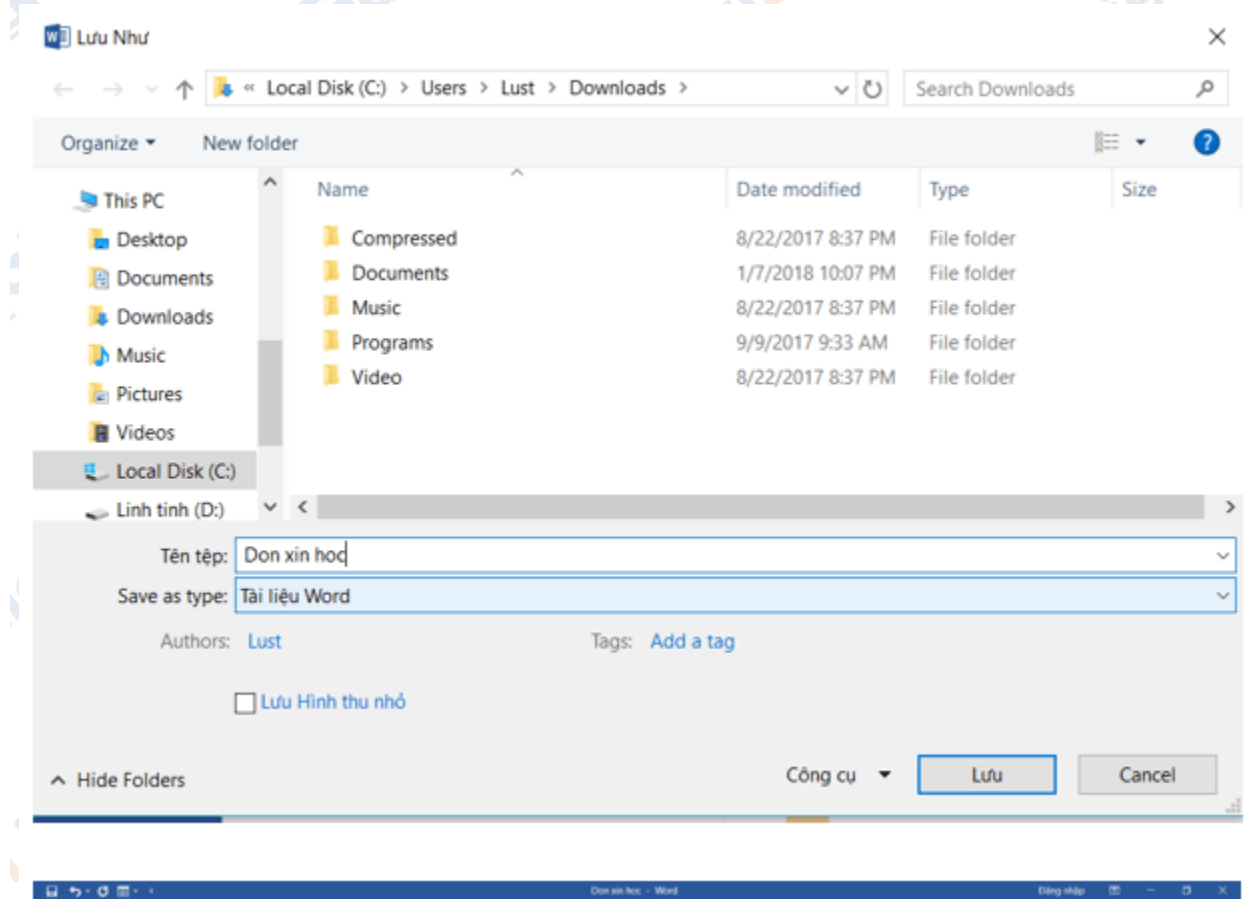 Lưu Như
« Local Disk (C:) > Users > Lust > Downloads >
Search Downloads
Organize
New folder
Name Date modified Type Size
This PC
Desktop
Documents
Downloads
Music
Pictures
Videos
Local Disk (C:)
Linh tinh (D:)
Compressed 8/22/2017 8:37 PM File folder
Documents 1/7/2018 10:07 PM File folder
Music 8/22/2017 8:37 PM File folder
Programs 9/9/2017 9:33 AM File folder
Video 8/22/2017 8:37 PM File folder
Tên tệp: Don xin hoc
Save as type: Tài liệu Word
Authors: Lust Tags: Add a tag
Lưu Hình thu nhỏ
Hide Folders Công cụ Lưu Cancel
Don xin hoc - Word Đăng nhập